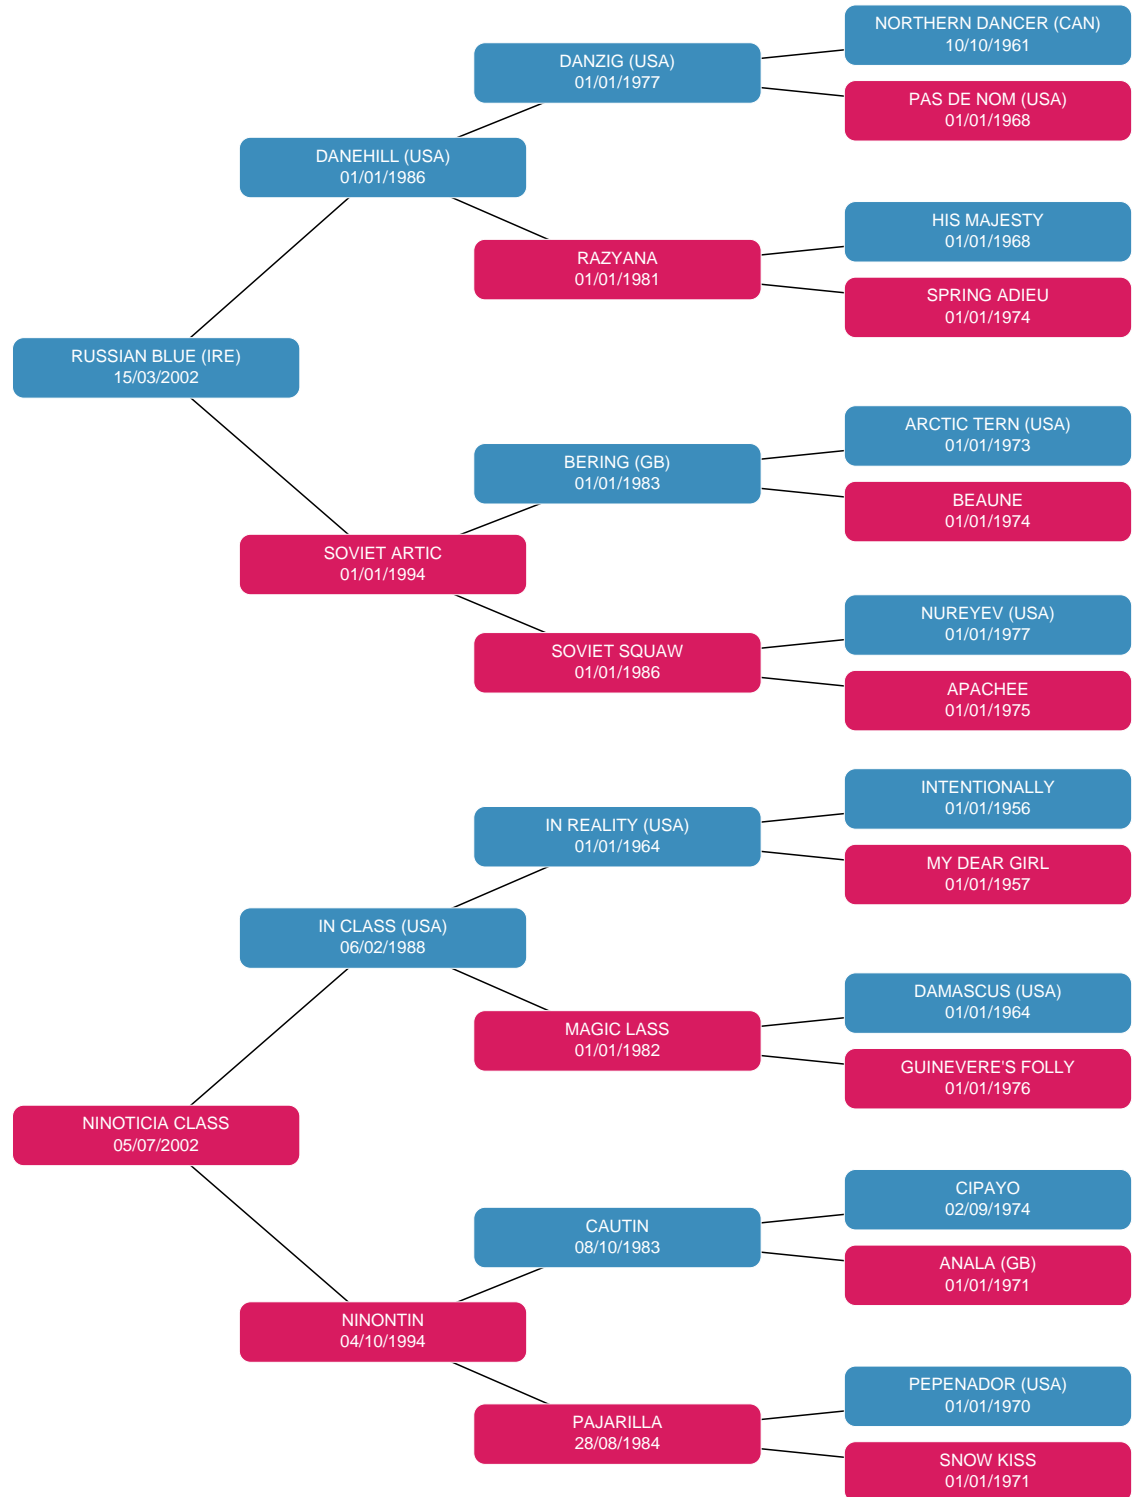 NORTHERN DANCER (CAN)
10/10/1961
DANZIG (USA)
01/01/1977
PAS DE NOM (USA)
01/01/1968
DANEHILL (USA)
01/01/1986
HIS MAJESTY
01/01/1968
RAZYANA
01/01/1981
SPRING ADIEU
01/01/1974
RUSSIAN BLUE (IRE)
15/03/2002
ARCTIC TERN (USA)
01/01/1973
BERING (GB)
01/01/1983
BEAUNE
01/01/1974
SOVIET ARTIC
01/01/1994
NUREYEV (USA)
01/01/1977
SOVIET SQUAW
01/01/1986
APACHEE
01/01/1975
INTENTIONALLY
01/01/1956
IN REALITY (USA)
01/01/1964
MY DEAR GIRL
01/01/1957
IN CLASS (USA)
06/02/1988
DAMASCUS (USA)
01/01/1964
MAGIC LASS
01/01/1982
GUINEVERE'S FOLLY
01/01/1976
NINOTICIA CLASS
05/07/2002
CIPAYO
02/09/1974
CAUTIN
08/10/1983
ANALA (GB)
01/01/1971
NINONTIN
04/10/1994
PEPENADOR (USA)
01/01/1970
PAJARILLA
28/08/1984
SNOW KISS
01/01/1971